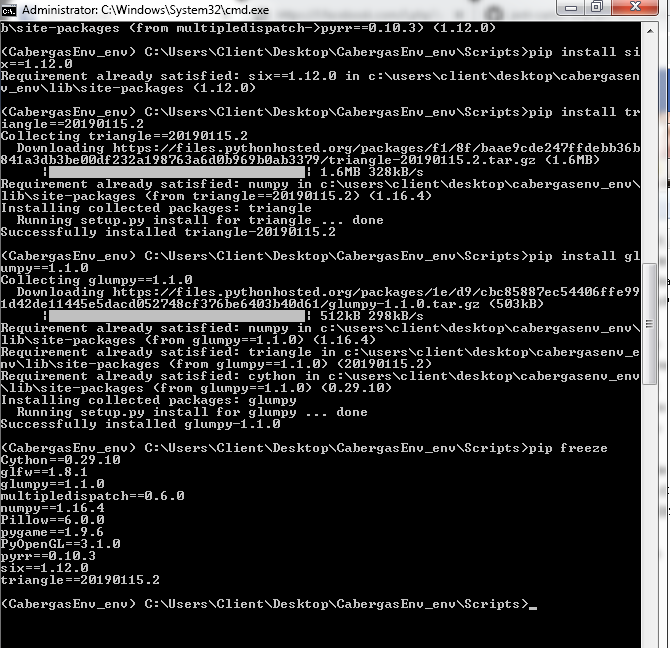 Administrator: C:\Windows\System32\cmd.exe
b\site-packages (from multipledispatch->pyrr==0.10.3) (1.12.0)
(CabergasEnv_env) C:\Users\Client\Desktop\CabergasEnv_env\Scripts>pip install si
x==1.12.0
Requirement already satisfied: six==1.12.0 in c:\users\client\desktop\cabergasen
v_env\lib\site-packages (1.12.0)
(CabergasEnv_env) C:\Users\Client\Desktop\CabergasEnv_env\Scripts>pip install tr
iangle==20190115.2
Collecting triangle==20190115.2
Downloading https://files.pythonhosted.org/packages/f1/8f/baae9cde247ffdebb36b
841a3db3be00df232a198763a6d0b969b0ab3379/triangle-20190115.2.tar.gz (1.6MB)
|████████████████████████████████| 1.6MB 328kB/s
Requirement already satisfied: numpy in c:\users\client\desktop\cabergasenv_env\
lib\site-packages (from triangle==20190115.2) (1.16.4)
Installing collected packages: triangle
Running setup.py install for triangle ... done
Successfully installed triangle-20190115.2
(CabergasEnv_env) C:\Users\Client\Desktop\CabergasEnv_env\Scripts>pip install gl
umpy==1.1.0
Collecting glumpy==1.1.0
Downloading https://files.pythonhosted.org/packages/1e/d9/cbc85887ec54406ffe99
1d42de11445e5dacd052748cf376be6403b40d61/glumpy-1.1.0.tar.gz (503kB)
|████████████████████████████████| 512kB 298kB/s
Requirement already satisfied: numpy in c:\users\client\desktop\cabergasenv_env\
lib\site-packages (from glumpy==1.1.0) (1.16.4)
Requirement already satisfied: triangle in c:\users\client\desktop\cabergasenv_e
nv\lib\site-packages (from glumpy==1.1.0) (20190115.2)
Requirement already satisfied: cython in c:\users\client\desktop\cabergasenv_env
\lib\site-packages (from glumpy==1.1.0) (0.29.10)
Installing collected packages: glumpy
Running setup.py install for glumpy ... done
Successfully installed glumpy-1.1.0
(CabergasEnv_env) C:\Users\Client\Desktop\CabergasEnv_env\Scripts>pip freeze
Cython==0.29.10
glfw==1.8.1
glumpy==1.1.0
multipledispatch==0.6.0
numpy==1.16.4
Pillow==6.0.0
pygame==1.9.6
PyOpenGL==3.1.0
pyrr==0.10.3
six==1.12.0
triangle==20190115.2
(CabergasEnv_env) C:\Users\Client\Desktop\CabergasEnv_env\Scripts>_